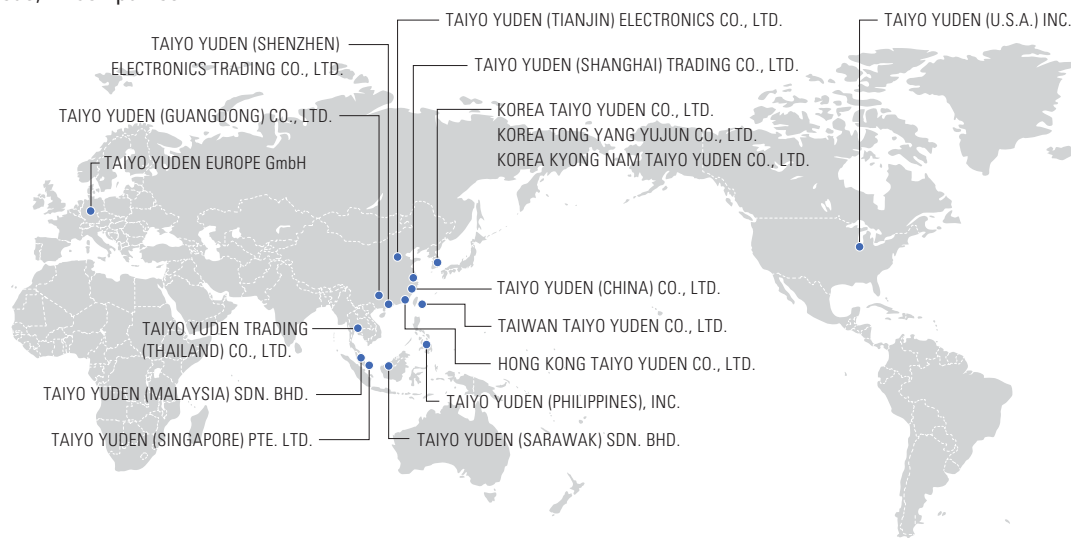 TAIYO YUDEN (TIANJIN) ELECTRONICS CO., LTD.
TAIYO YUDEN (U.S.A.) INC.
TAIYO YUDEN (SHENZHEN)
ELECTRONICS TRADING CO., LTD.
TAIYO YUDEN (SHANGHAI) TRADING CO., LTD.
TAIYO YUDEN (GUANGDONG) CO., LTD.
KOREA TAIYO YUDEN CO., LTD.
KOREA TONG YANG YUJUN CO., LTD.
KOREA KYONG NAM TAIYO YUDEN CO., LTD.
TAIYO YUDEN EUROPE GmbH
TAIYO YUDEN (CHINA) CO., LTD.
TAIWAN TAIYO YUDEN CO., LTD.
TAIYO YUDEN TRADING
(THAILAND) CO., LTD.
HONG KONG TAIYO YUDEN CO., LTD.
TAIYO YUDEN (MALAYSIA) SDN. BHD.
TAIYO YUDEN (PHILIPPINES), INC.
TAIYO YUDEN (SINGAPORE) PTE. LTD.
TAIYO YUDEN (SARAWAK) SDN. BHD.